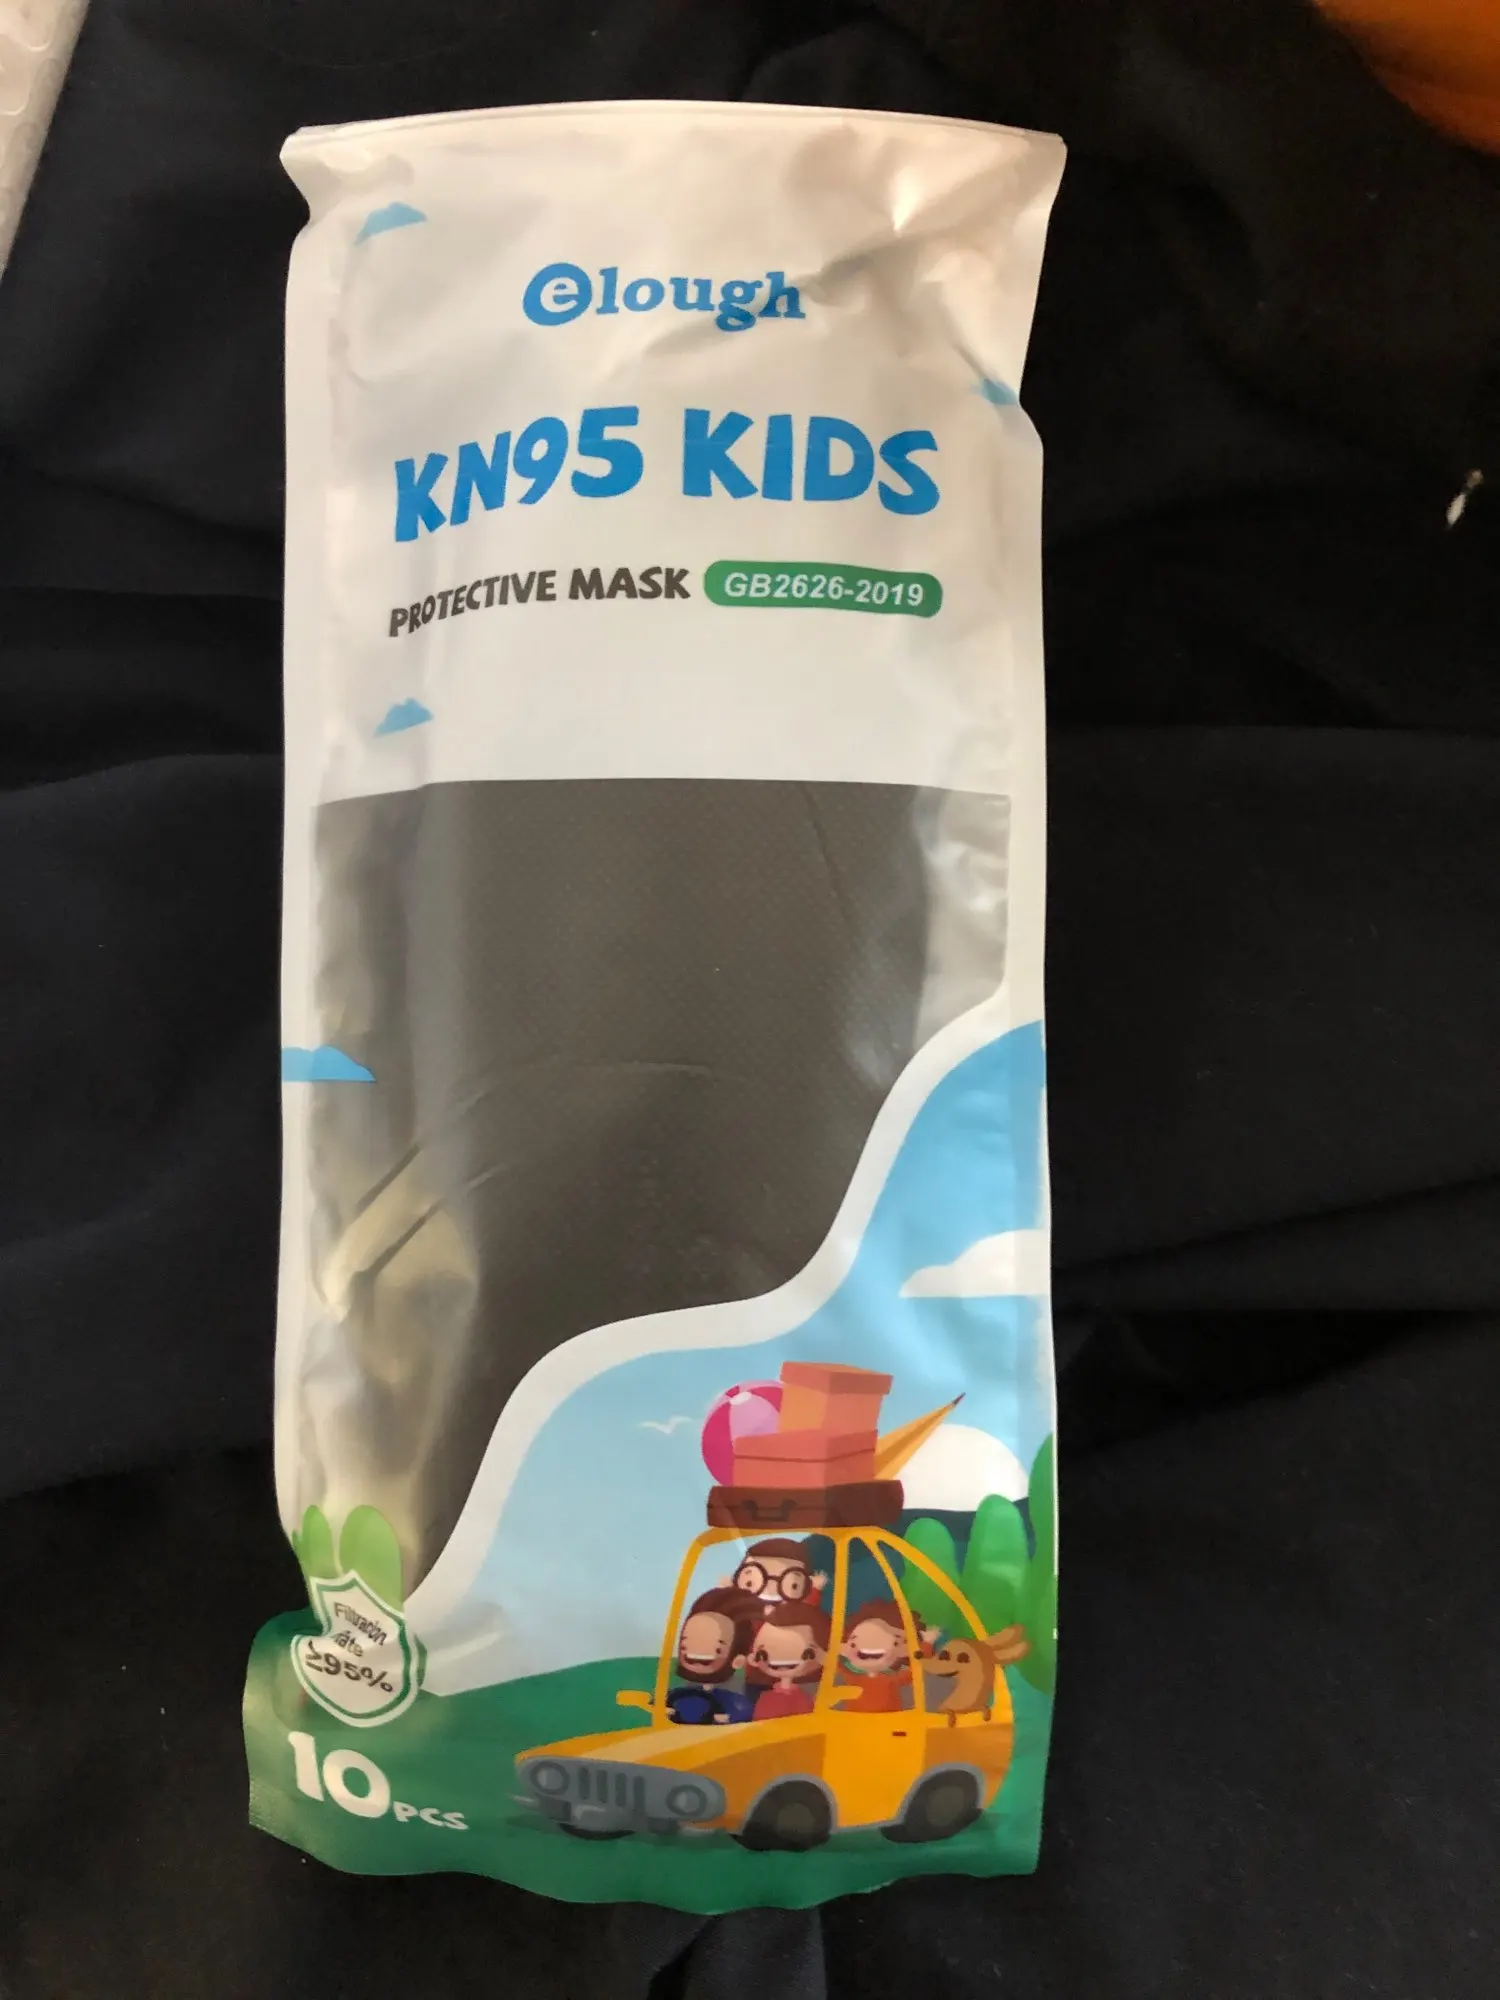 elough
KN95 KIDS
PROTECTIVE MASK GB2626-2019
Filtración
rate
≥95%
10PCS